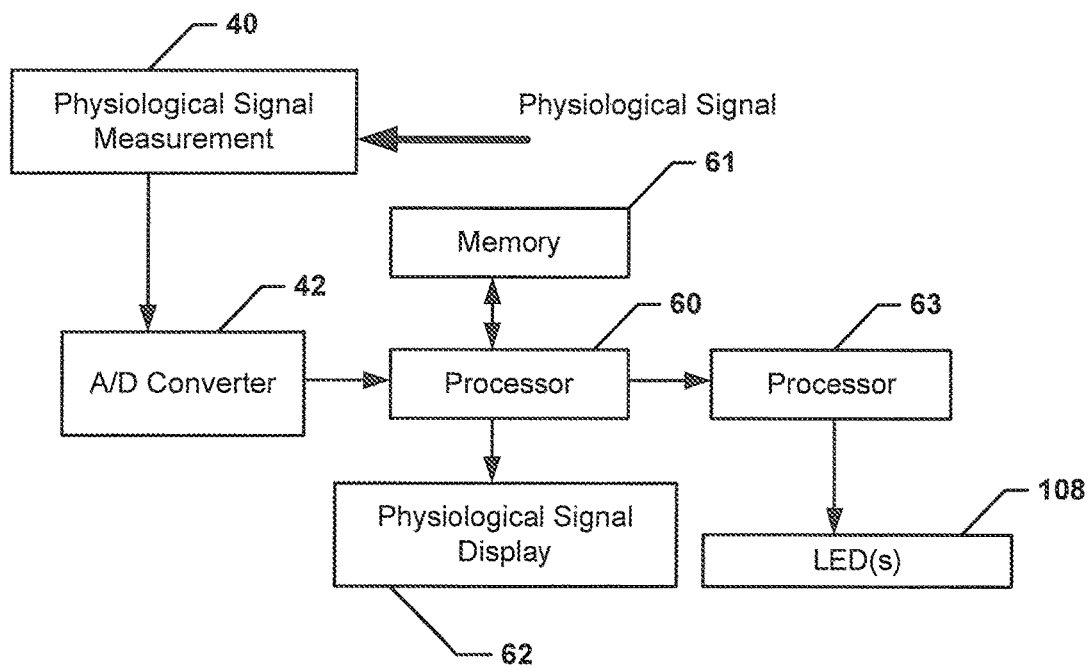 40
Physiological Signal
Measurement
Physiological Signal
61
Memory
42
60
63
A/D Converter
Processor
Processor
108
Physiological Signal
Display
LED(s)
62